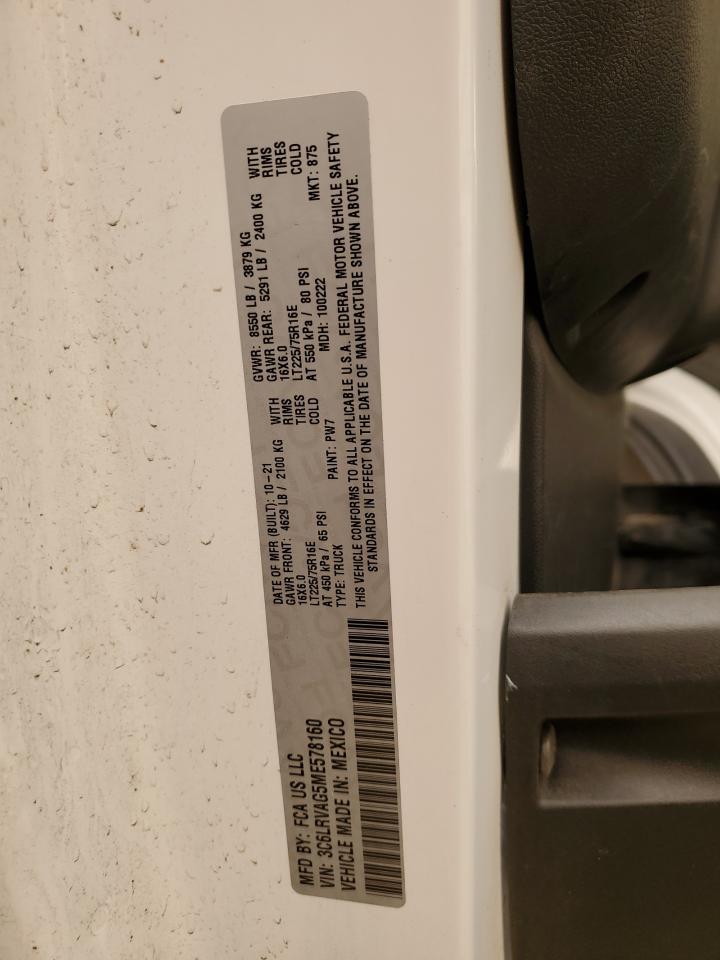 MFD BY: FCA US LLC
VIN: 3C6LRVAG5ME578160
VEHICLE MADE IN: MEXICO
DATE OF MFR (BUILT): 10-21
GAWR FRONT: 4629 LB / 2100 KG WITH
16X6.0 RIMS
LT225/75R16E TIRES
AT 450 kPa / 65 PSI COLD
TYPE: TRUCK PAINT: PW7
GVWR: 8550 LB / 3879 KG
GAWR REAR: 5291 LB / 2400 KG WITH
16X6.0 RIMS
LT225/75R16E TIRES
AT 550 kPa / 80 PSI COLD
MDH: 100222 MKT: 875
THIS VEHICLE CONFORMS TO ALL APPLICABLE U.S.A. FEDERAL MOTOR VEHICLE SAFETY
STANDARDS IN EFFECT ON THE DATE OF MANUFACTURE SHOWN ABOVE.